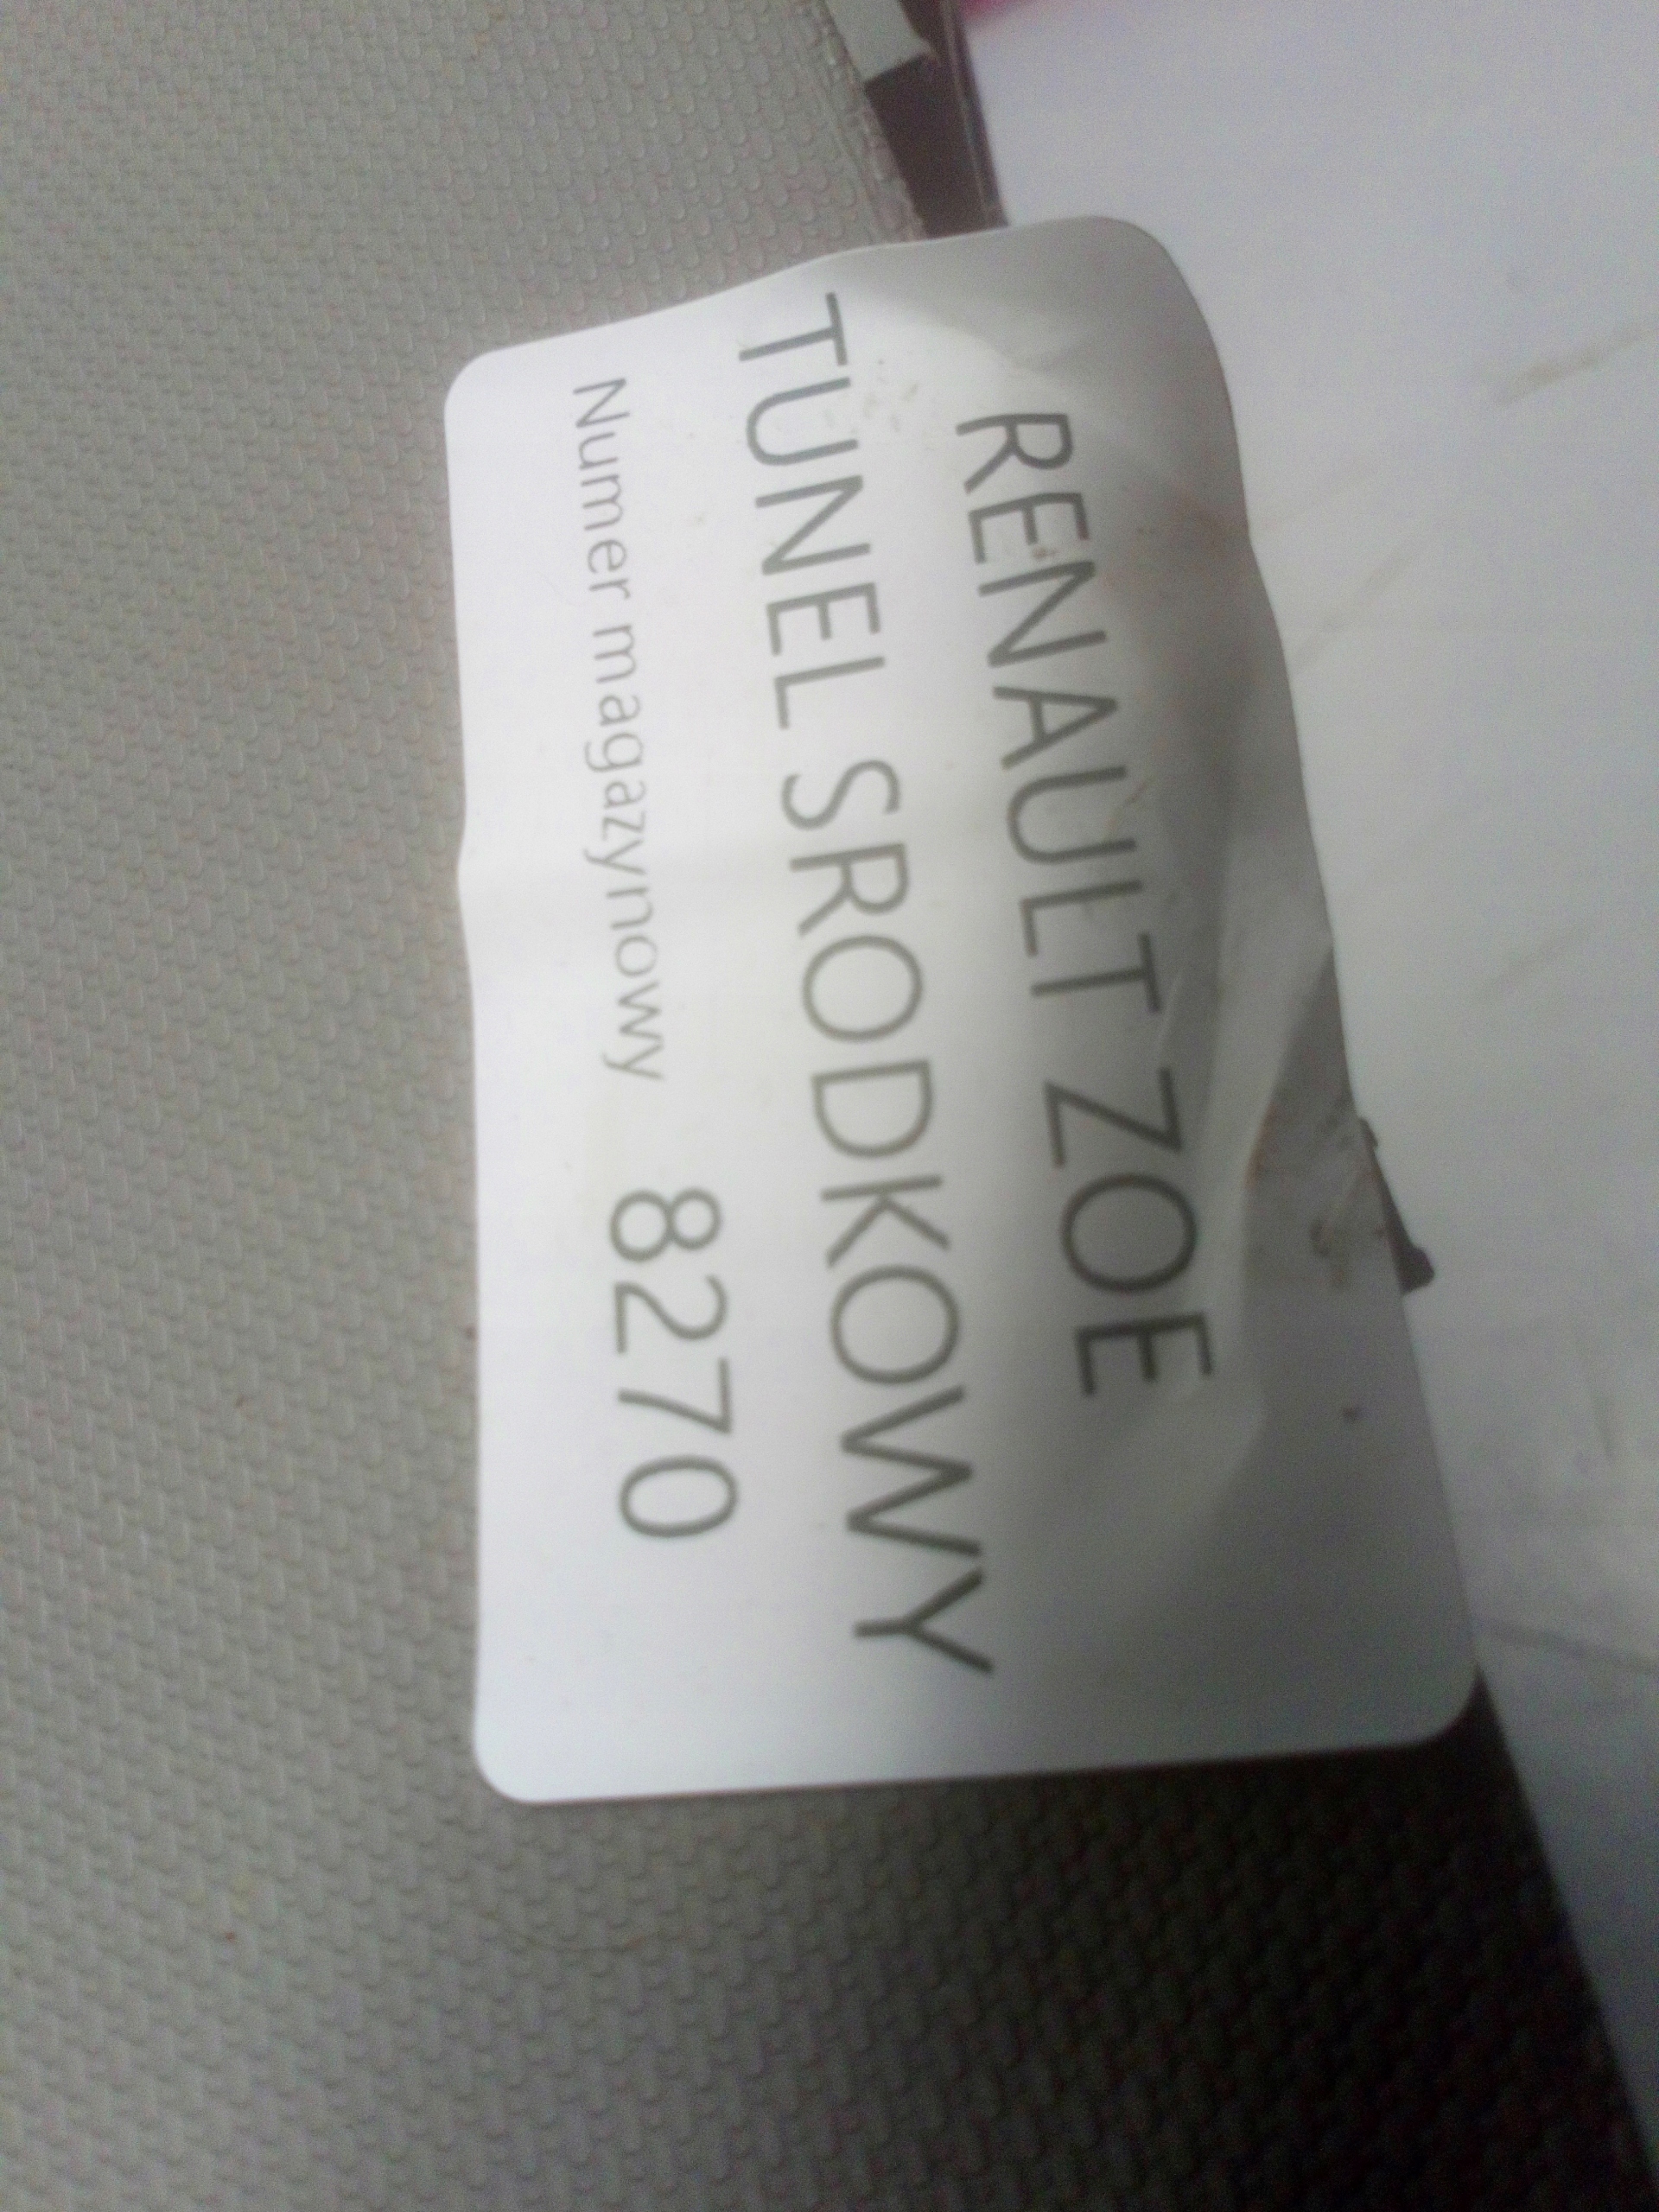 RENAULT ZOE
TUNEL SRODKOWY
Numer magazynowy 8270